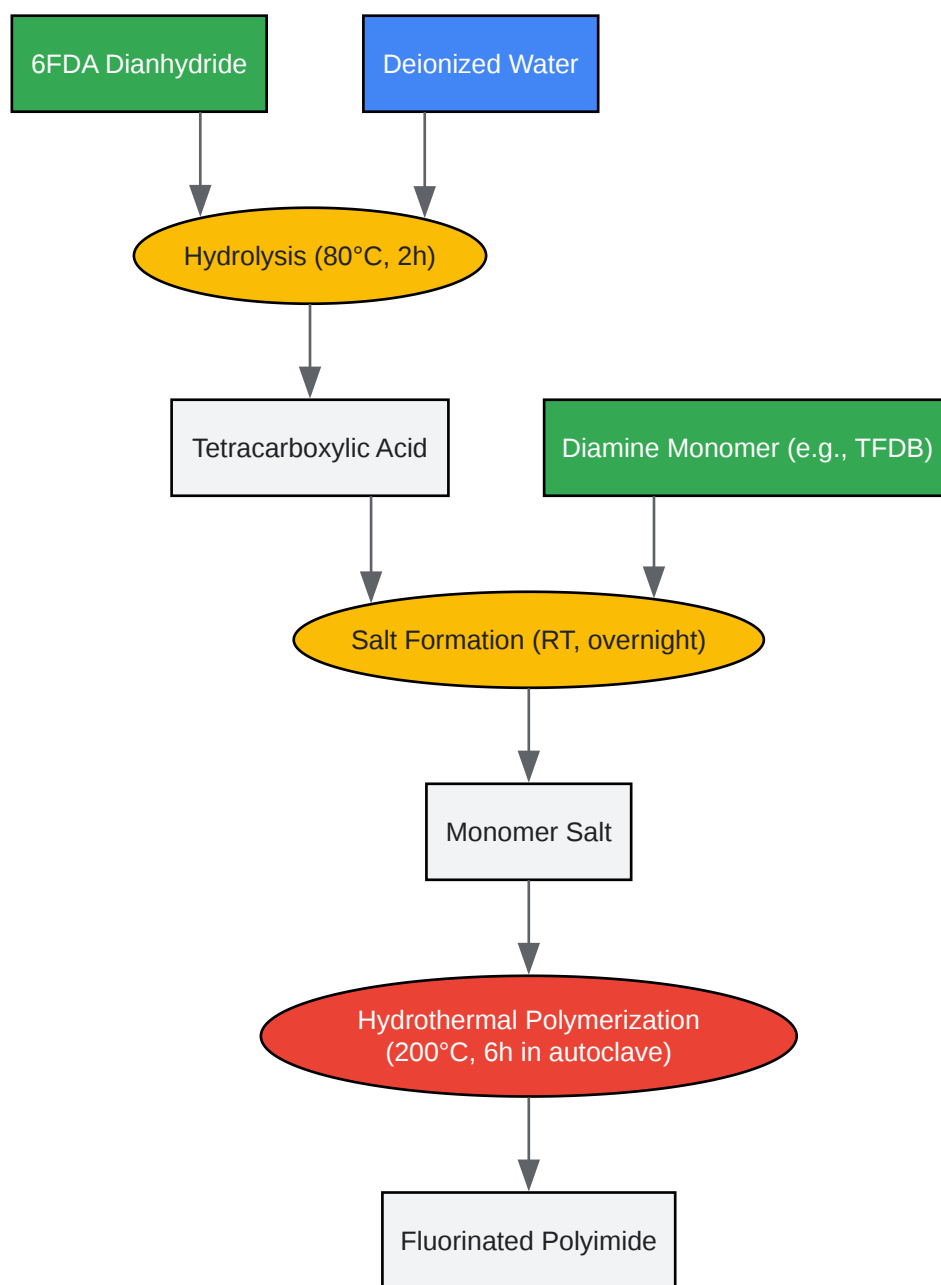 6FDA Dianhydride
Deionized Water
Hydrolysis (80°C, 2h)
Tetracarboxylic Acid
Diamine Monomer (e.g., TFDB)
Salt Formation (RT, overnight)
Monomer Salt
Hydrothermal Polymerization
(200°C, 6h in autoclave)
Fluorinated Polyimide